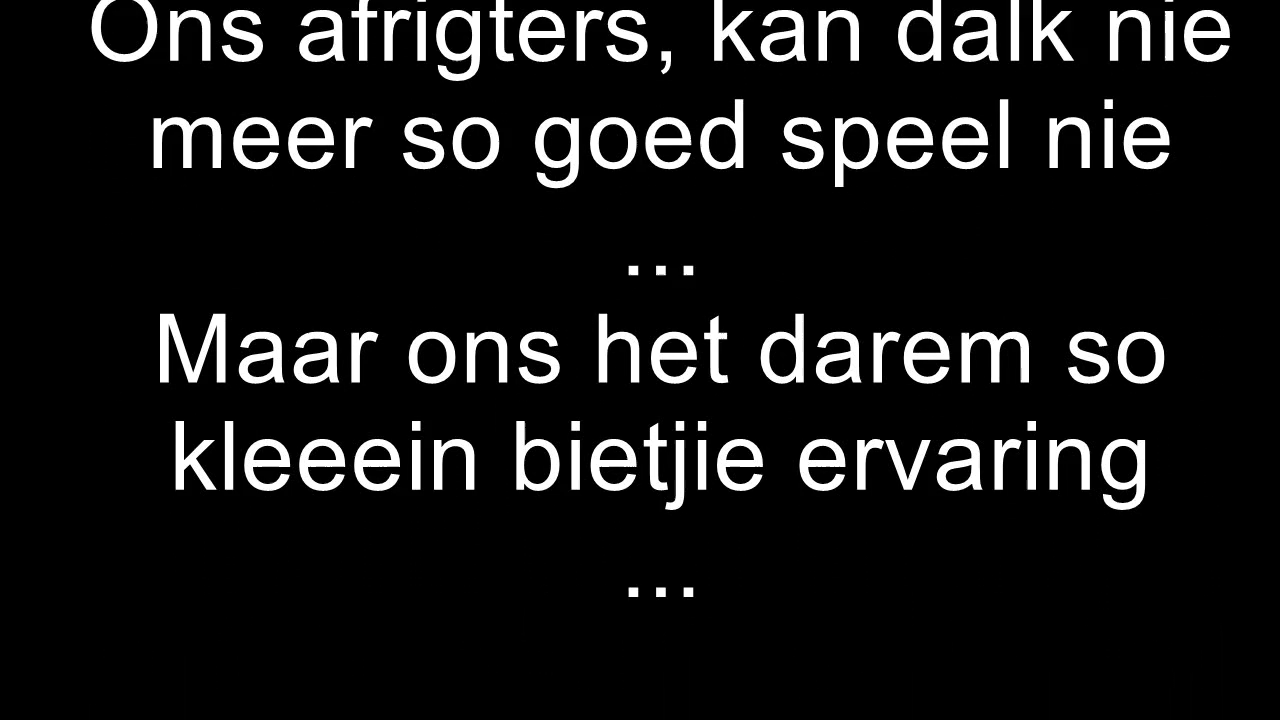 Ons afrigters, kan dalk nie
meer so goed speel nie
...
Maar ons het darem so
kleeein bietjie ervaring
...